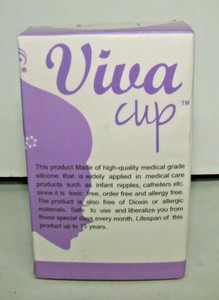 Viva
cup™
This product Made of high-quality medical grade
silicone that is widely applied in medical care
products such as infant nipples, catheters etc.
since it is toxic free, order free and allergy free.
The product is also free of Dioxin or allergic
materials. Safe to use and liberalize you from
those special days every month. Lifespan of this
product up to 15 years.